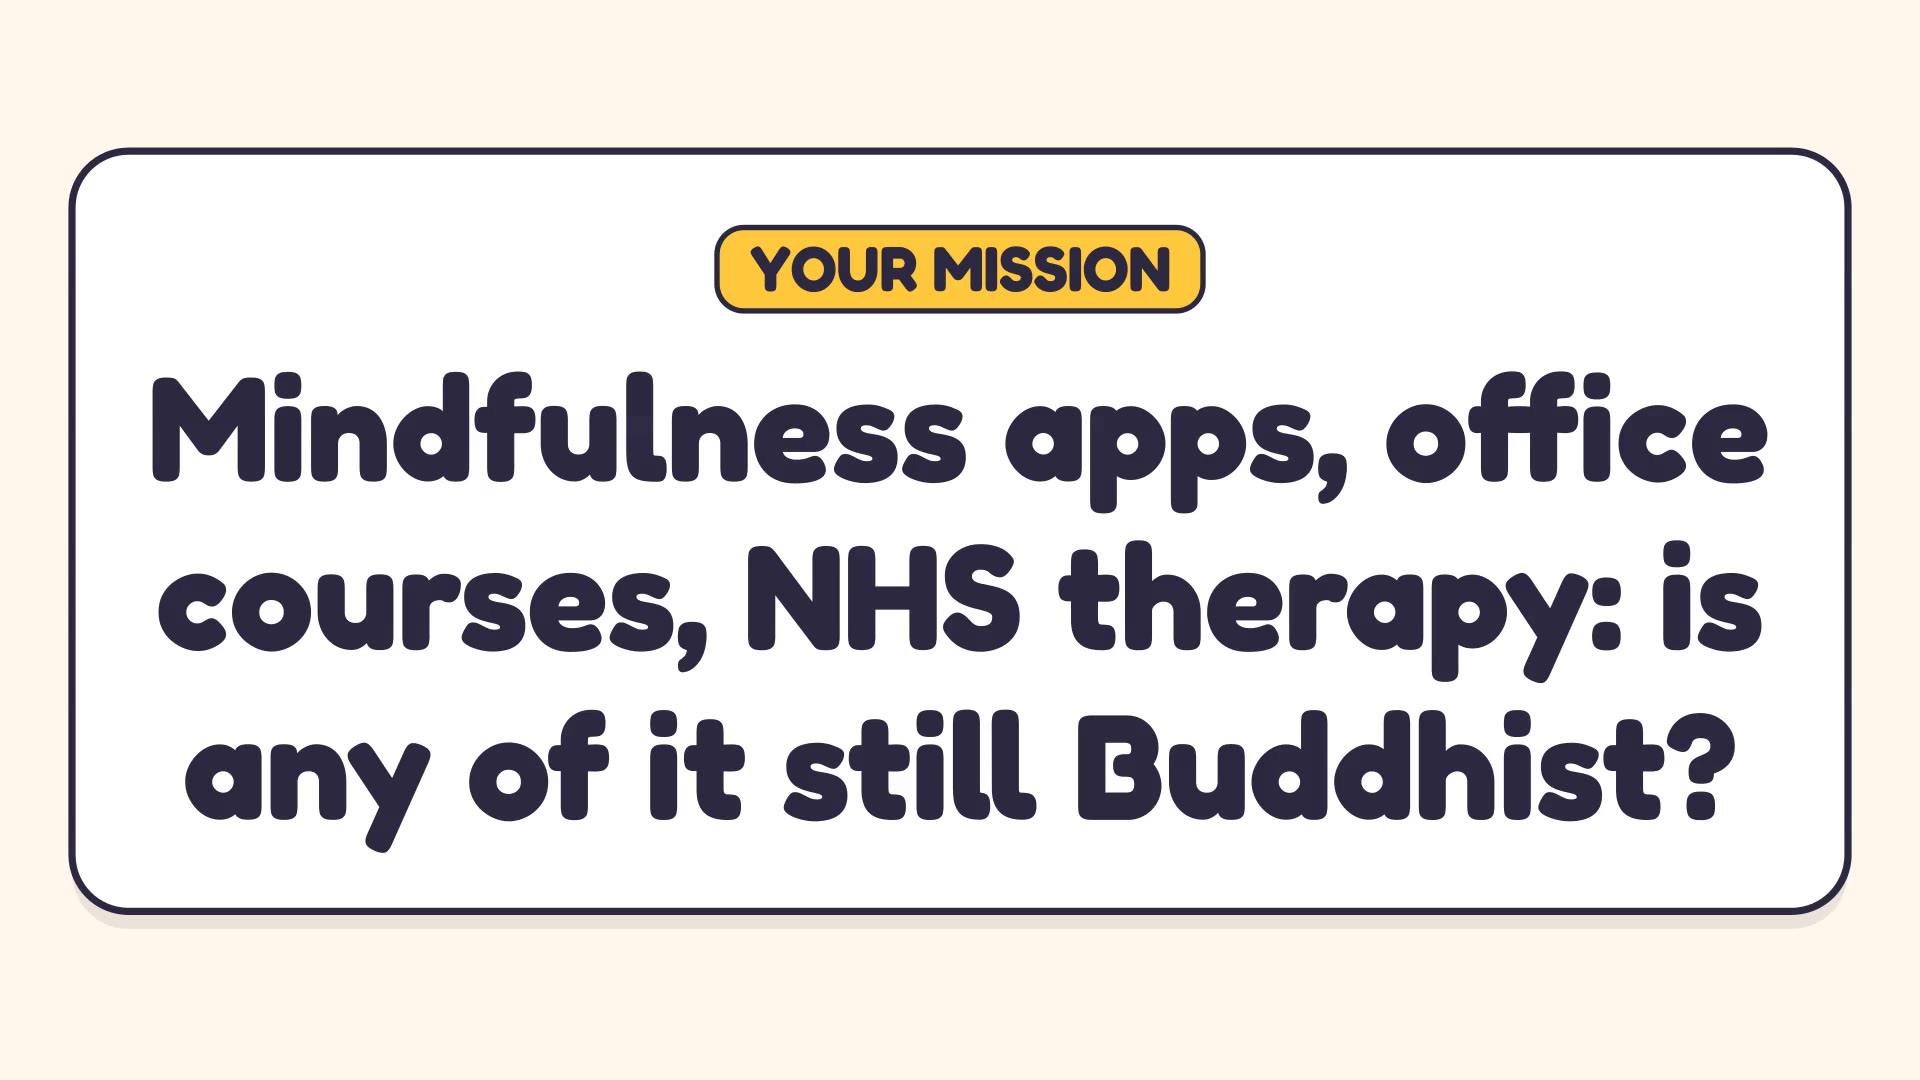 YOUR MISSION
Mindfulness apps, office
courses, NHS therapy: is
any of it still Buddhist?